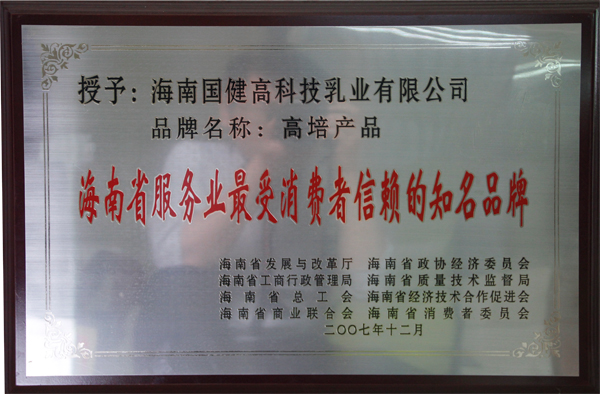 授予：海南国健高科技乳业有限公司
品牌名称：高培产品
海南省服务业最受消费者信赖的知名品牌
海南省发展与改革厅 海南省政协经济委员会
海南省工商行政管理局 海南省质量技术监督局
海南省总工会 海南省经济技术合作促进会
海南省商业联合会 海南省消费者委员会
二〇〇七年十二月